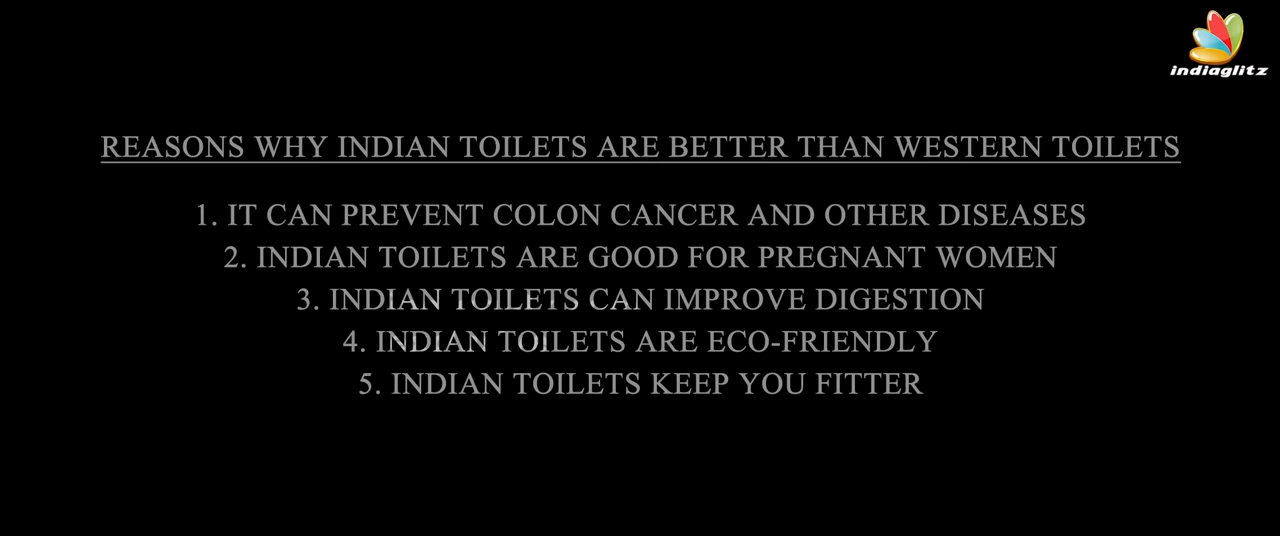 indiaglitz
REASONS WHY INDIAN TOILETS ARE BETTER THAN WESTERN TOILETS
1. IT CAN PREVENT COLON CANCER AND OTHER DISEASES
2. INDIAN TOILETS ARE GOOD FOR PREGNANT WOMEN
3. INDIAN TOILETS CAN IMPROVE DIGESTION
4. INDIAN TOILETS ARE ECO-FRIENDLY
5. INDIAN TOILETS KEEP YOU FITTER